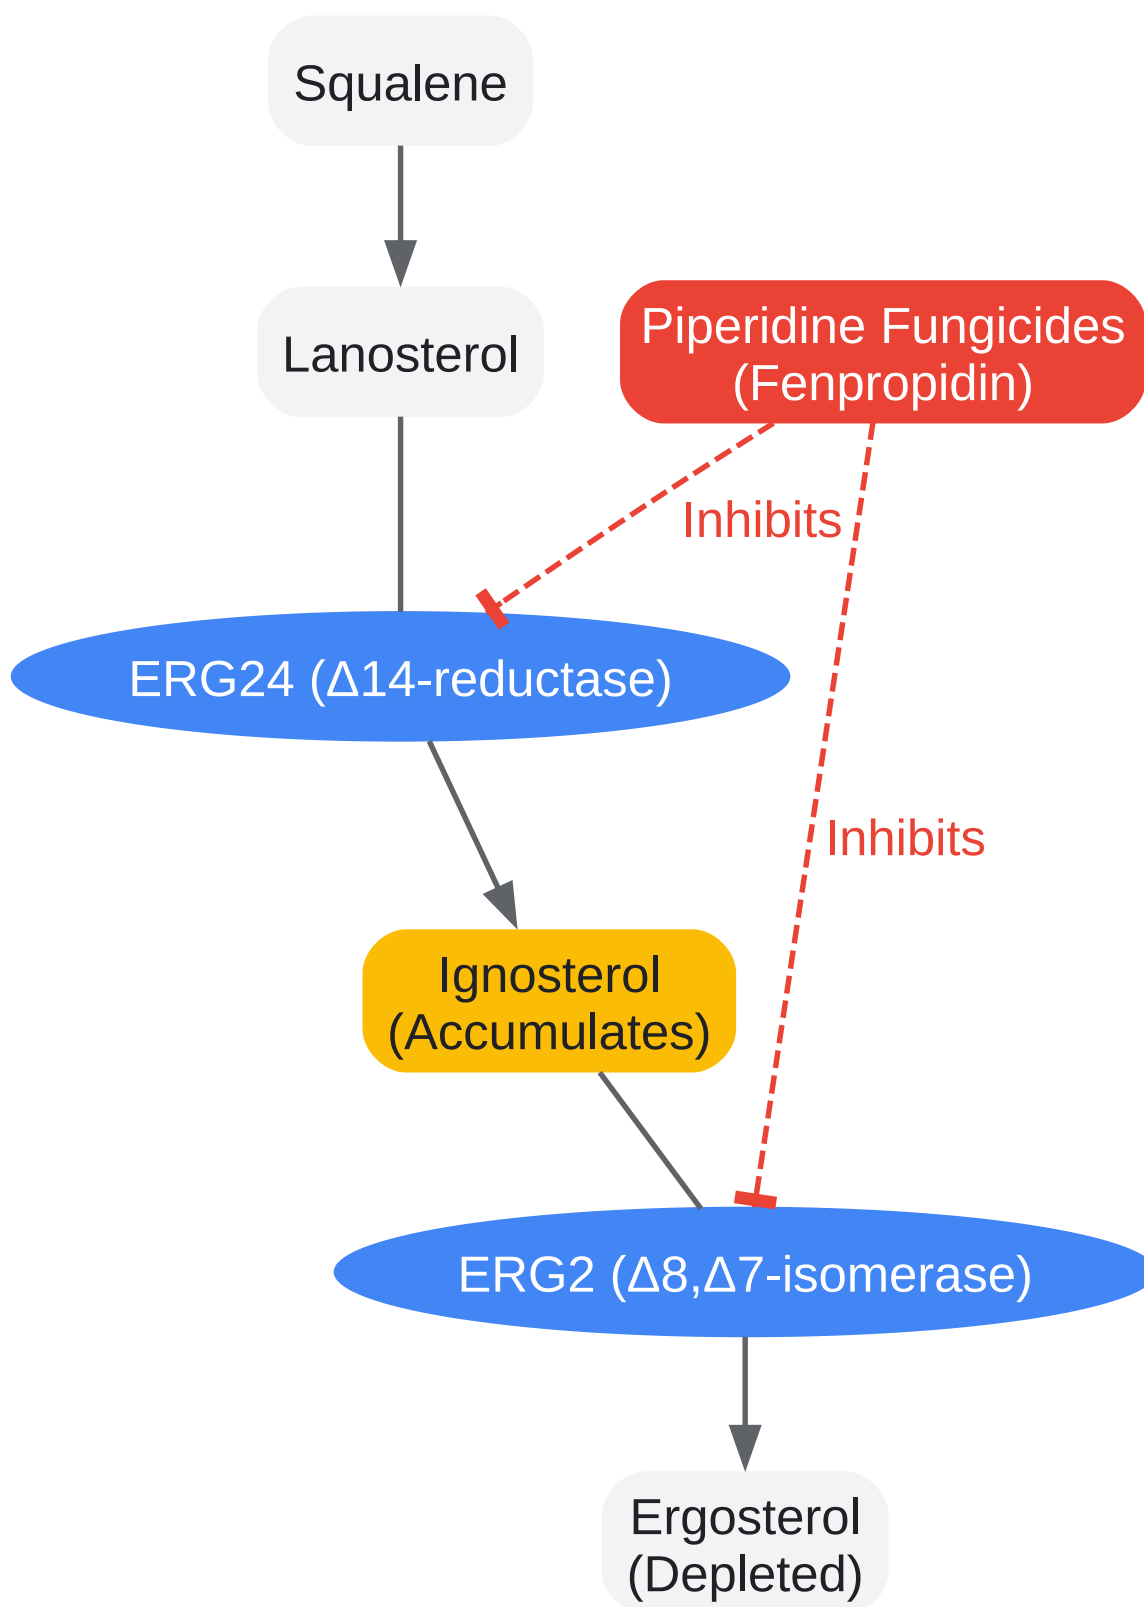 Squalene
Lanosterol
Piperidine Fungicides
(Fenpropidin)
Inhibits
ERG24 (Δ14-reductase)
Inhibits
Ignosterol
(Accumulates)
ERG2 (Δ8,Δ7-isomerase)
Ergosterol
(Depleted)